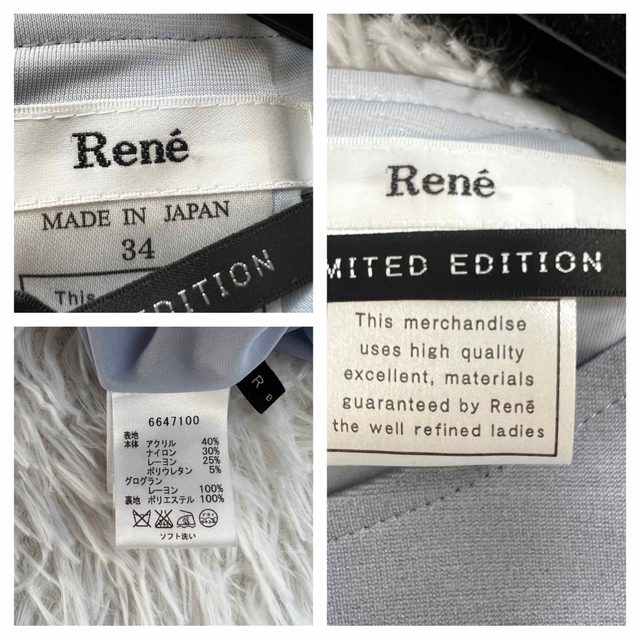 René
MADE IN JAPAN
34
This
EDITION
René
LIMITED EDITION
This merchandise
uses high quality
excellent, materials
guaranteed by René
the well refined ladies
Re
6647100
表地
本体 アクリル 40%
ナイロン 30%
レーヨン 25%
ポリウレタン 5%
グログラン
レーヨン 100%
裏地 ポリエステル 100%
ソフト洗い